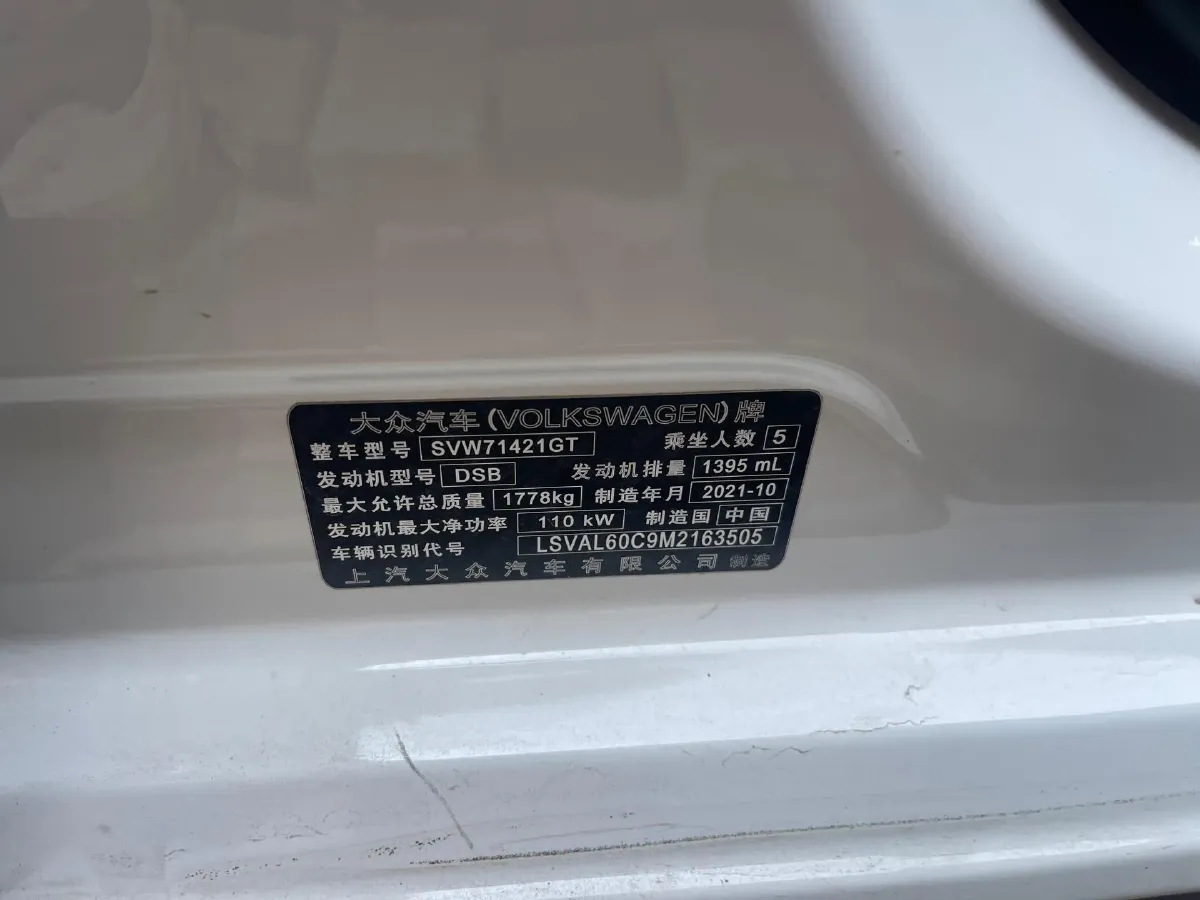 大众汽车(VOLKSWAGEN)牌
整车型号 SVW71421GT 乘坐人数 5
发动机型号 DSB 发动机排量 1395 mL
最大允许总质量 1778kg 制造年月 2021-10
发动机最大净功率 110 kW 制造国 中国
车辆识别代号 LSVAL60C9M2163505
上汽大众汽车有限公司 制造